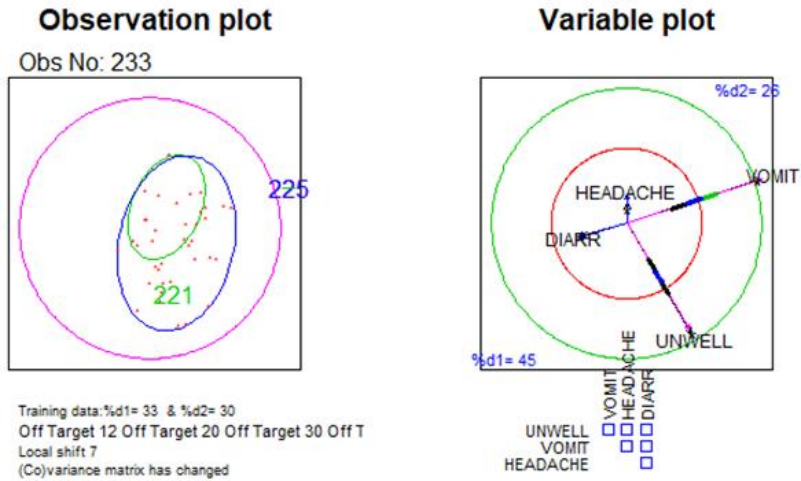 Observation plot
Obs No: 233
225
221
Training data:%d1= 33 & %d2= 30
Off Target 12 Off Target 20 Off Target 30 Off T
Local shift 7
(Co)variance matrix has changed
Variable plot
%d2= 26
VOMIT
HEADACHE
DIARR
UNWELL
%d1= 45
VOMIT
HEADACHE
DIARR
UNWELL
VOMIT
HEADACHE